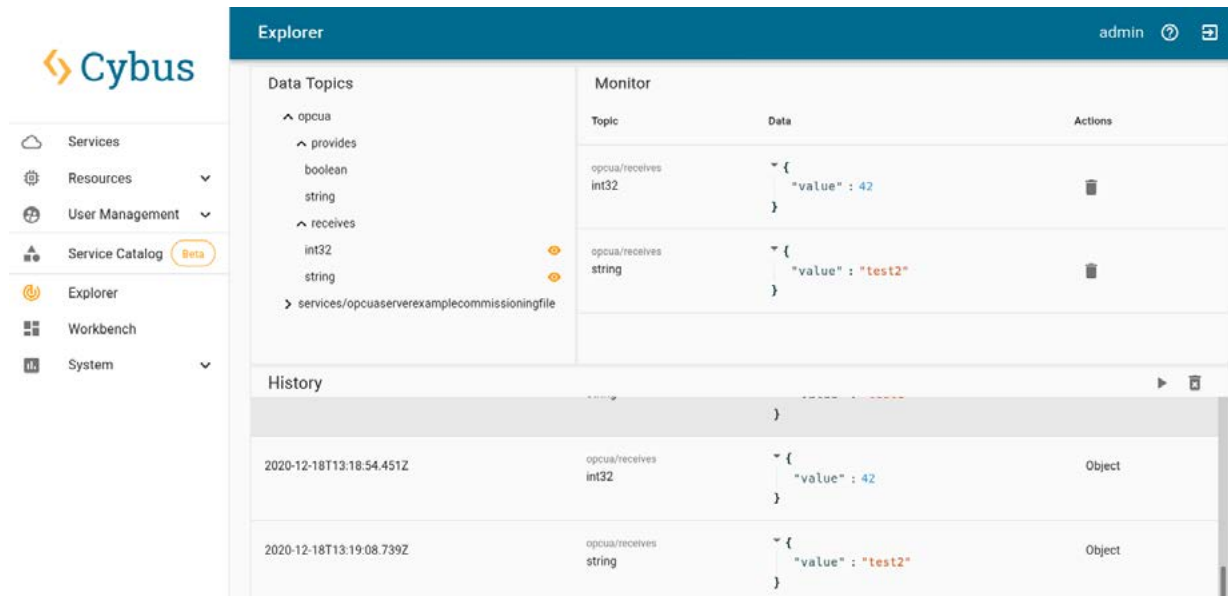 Cybus
Services
Resources
User Management
Service Catalog Beta
Explorer
Workbench
System
Explorer
admin
Data Topics
opcua
provides
boolean
string
receives
int32
string
services/opcuaserverexamplecommissioningfile
Monitor
Topic Data Actions
opcua/receives
int32
{
"value" : 42
}
opcua/receives
string
{
"value" : "test2"
}
History
}
2020-12-18T13:18:54.451Z
opcua/receives
int32
{
"value" : 42
}
Object
2020-12-18T13:19:08.739Z
opcua/receives
string
{
"value" : "test2"
}
Object